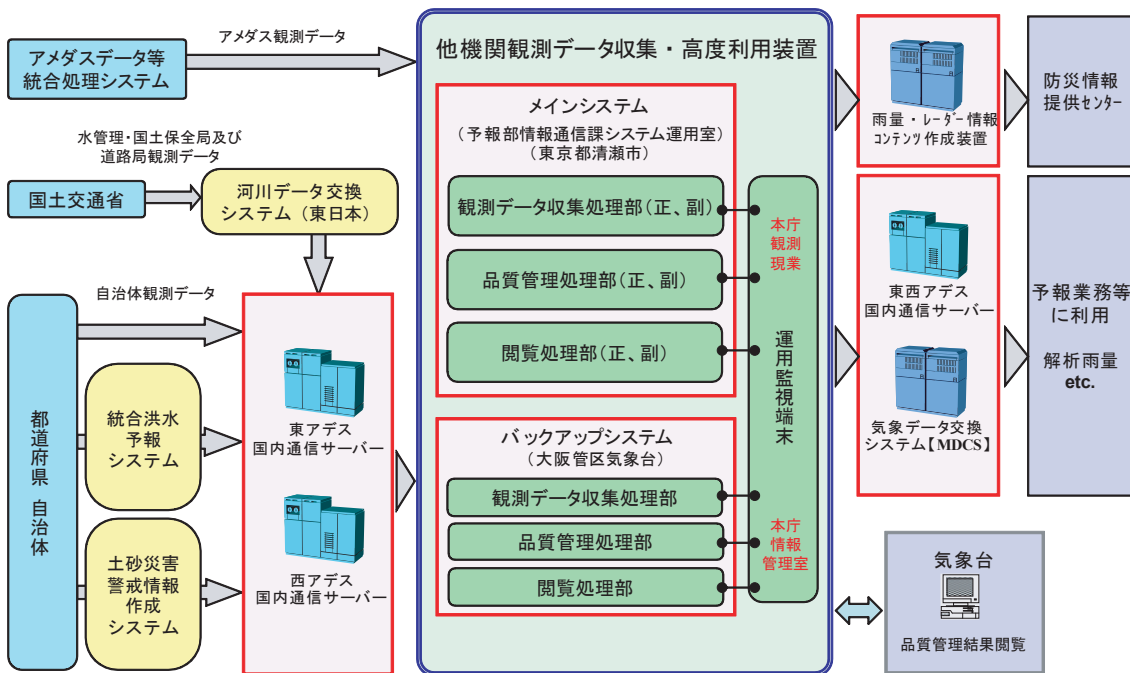 アメダスデータ等
統合処理システム
アメダス観測データ
水管理・国土保全局及び
道路局観測データ
国土交通省
河川データ交換
システム（東日本）
自治体観測データ
都道府県 自治体
統合洪水
予報
システム
土砂災害
警戒情報
作成
システム
東アデス
国内通信サーバー
西アデス
国内通信サーバー
他機関観測データ収集・高度利用装置
メインシステム
（予報部情報通信課システム運用室）
（東京都清瀬市）
観測データ収集処理部（正、副）
品質管理処理部（正、副）
閲覧処理部（正、副）
バックアップシステム
（大阪管区気象台）
観測データ収集処理部
品質管理処理部
閲覧処理部
本庁
観測
現業
運用監視端末
本庁
情報
管理室
雨量・レーダー情報
コンテンツ作成装置
防災情報
提供センター
東西アデス
国内通信サーバー
気象データ交換
システム【MDCS】
予報業務等
に利用
解析雨量
etc.
気象台
品質管理結果閲覧